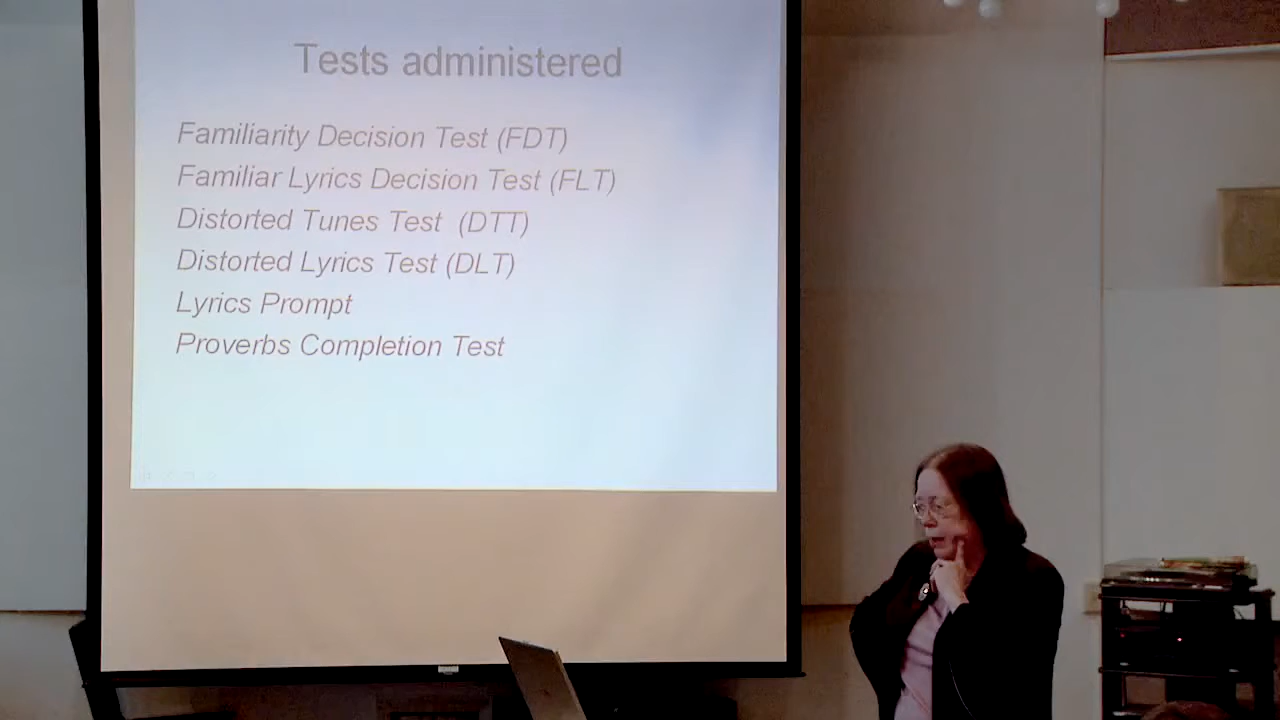 Tests administered
Familiarity Decision Test (FDT)
Familiar Lyrics Decision Test (FLT)
Distorted Tunes Test (DTT)
Distorted Lyrics Test (DLT)
Lyrics Prompt
Proverbs Completion Test